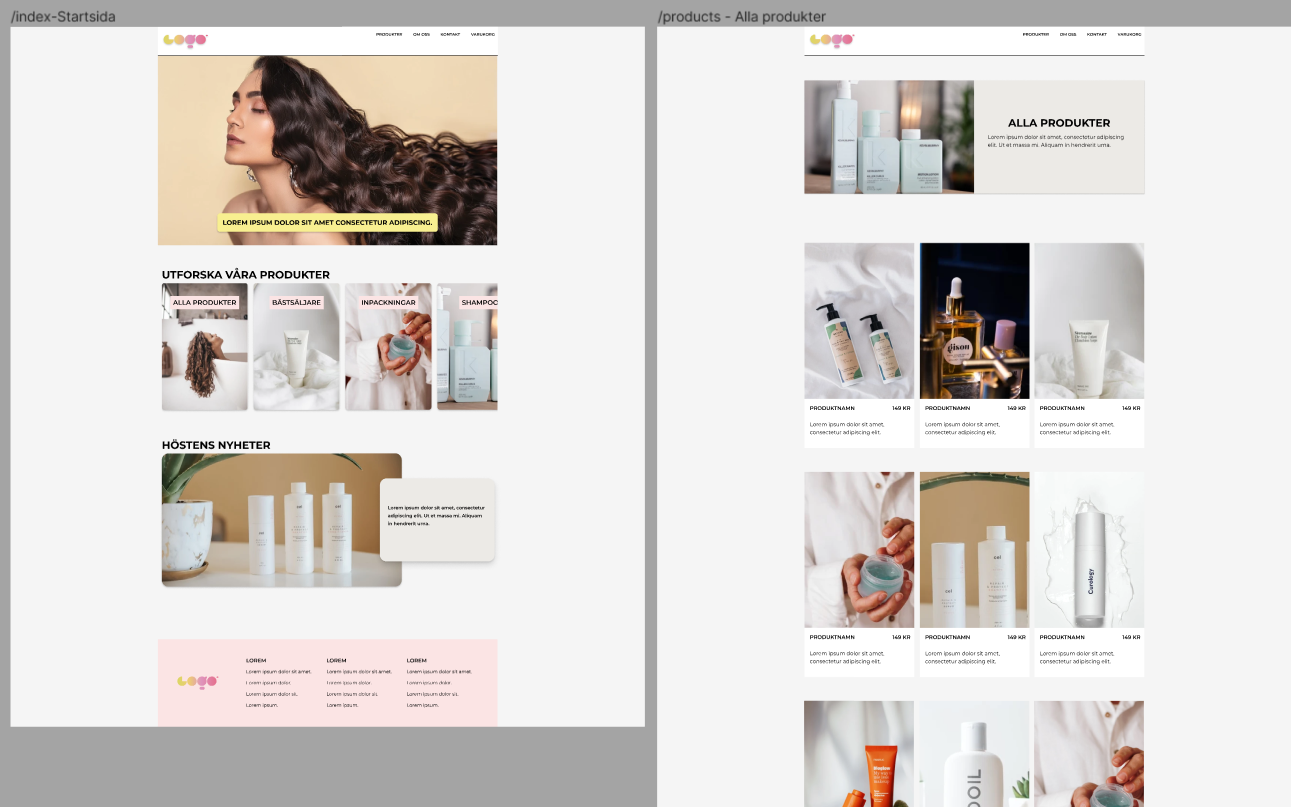 /index-Startsida
Logo
PRODUKTER OM OSS KONTAKT VARUKORG
LOREM IPSUM DOLOR SIT AMET CONSECTETUR ADIPISCING.
UTFORSKA VÅRA PRODUKTER
ALLA PRODUKTER
BÄSTSÄLJARE
INPACKNINGAR
SHAMPOO
HÖSTENS NYHETER
Lorem ipsum dolor sit amet, consectetur
adipiscing elit. Ut et massa mi. Aliquam
in hendrerit urna.
Logo
LOREM
Lorem ipsum dolor sit amet.
Lorem ipsum dolor.
Lorem ipsum dolor sit.
Lorem ipsum.
LOREM
Lorem ipsum dolor sit amet.
Lorem ipsum dolor.
Lorem ipsum dolor sit.
Lorem ipsum.
LOREM
Lorem ipsum dolor sit amet.
Lorem ipsum dolor.
Lorem ipsum dolor sit.
Lorem ipsum.
/products - Alla produkter
Logo
PRODUKTER OM OSS KONTAKT VARUKORG
ALLA PRODUKTER
Lorem ipsum dolor sit amet, consectetur adipiscing
elit. Ut et massa mi. Aliquam in hendrerit urna.
gison
PRODUKTNAMN 149 KR
Lorem ipsum dolor sit amet,
consectetur adipiscing elit.
PRODUKTNAMN 149 KR
Lorem ipsum dolor sit amet,
consectetur adipiscing elit.
PRODUKTNAMN 149 KR
Lorem ipsum dolor sit amet,
consectetur adipiscing elit.
Curology
PRODUKTNAMN 149 KR
Lorem ipsum dolor sit amet,
consectetur adipiscing elit.
PRODUKTNAMN 149 KR
Lorem ipsum dolor sit amet,
consectetur adipiscing elit.
PRODUKTNAMN 149 KR
Lorem ipsum dolor sit amet,
consectetur adipiscing elit.
OOIL